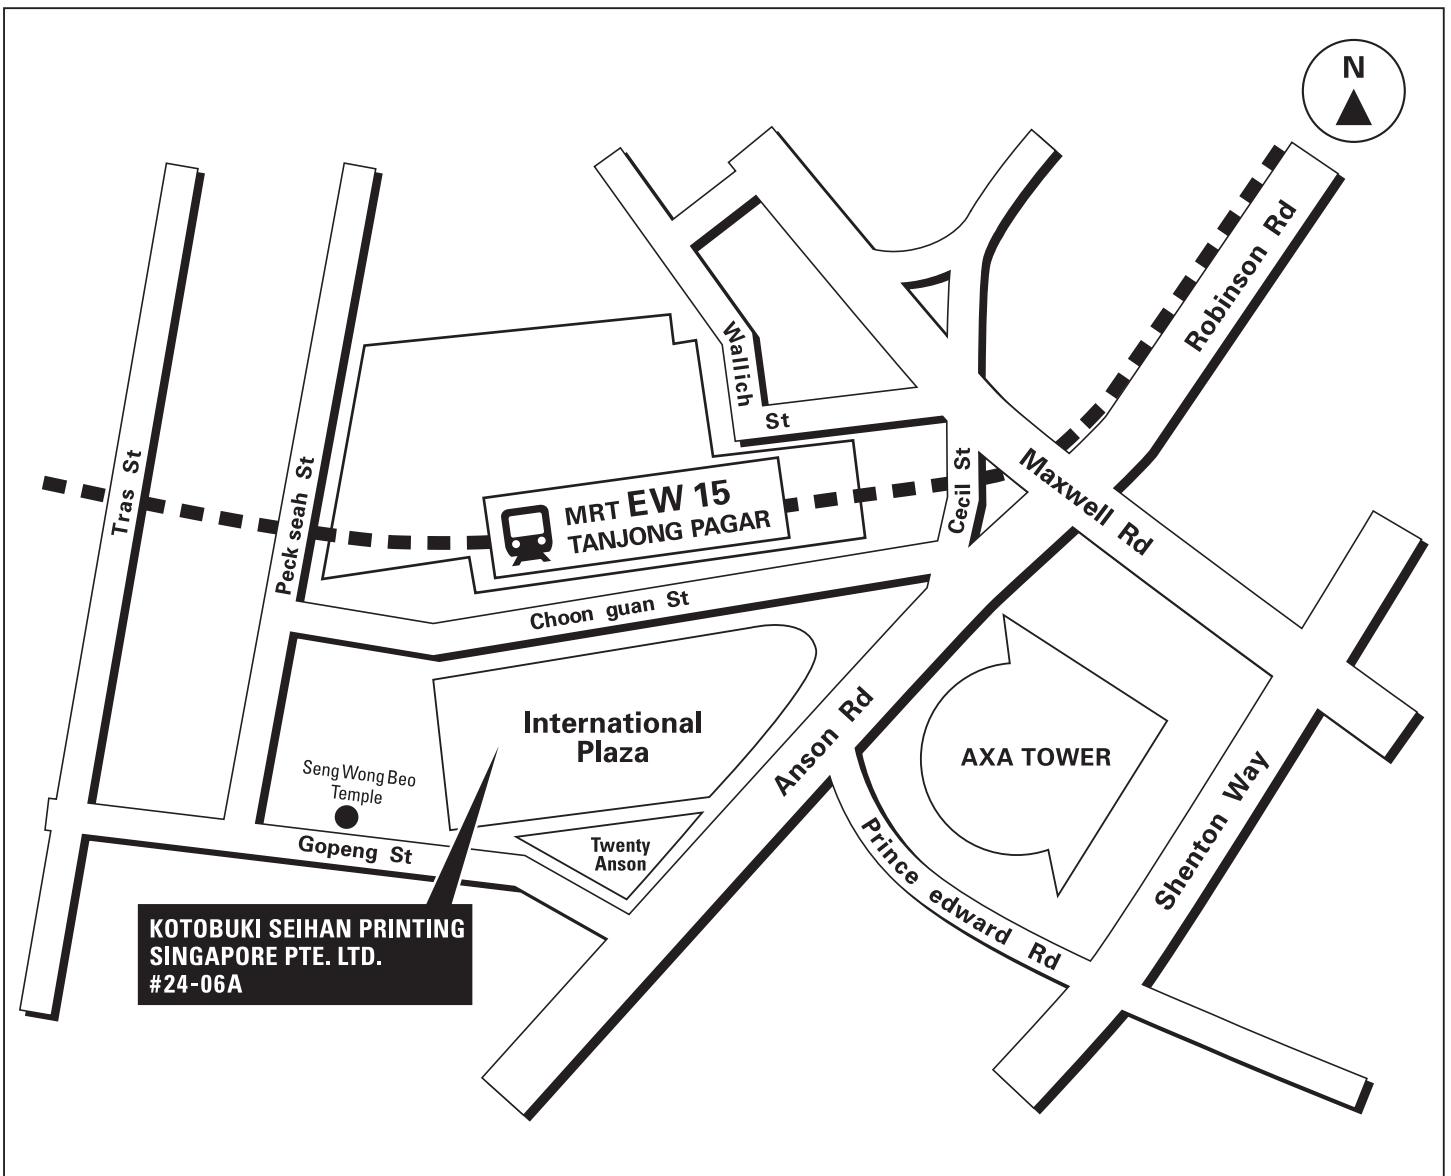 N
Robinson Rd
Wallich
St
Tras St
Peck seah St
MRT EW 15
TANJONG PAGAR
Cecil St
Maxwell Rd
Choon guan St
International
Plaza
Anson Rd
AXA TOWER
Shenton Way
Seng Wong Beo
Temple
Gopeng St
Twenty
Anson
Prince edward Rd
KOTOBUKI SEIHAN PRINTING
SINGAPORE PTE. LTD.
#24-06A